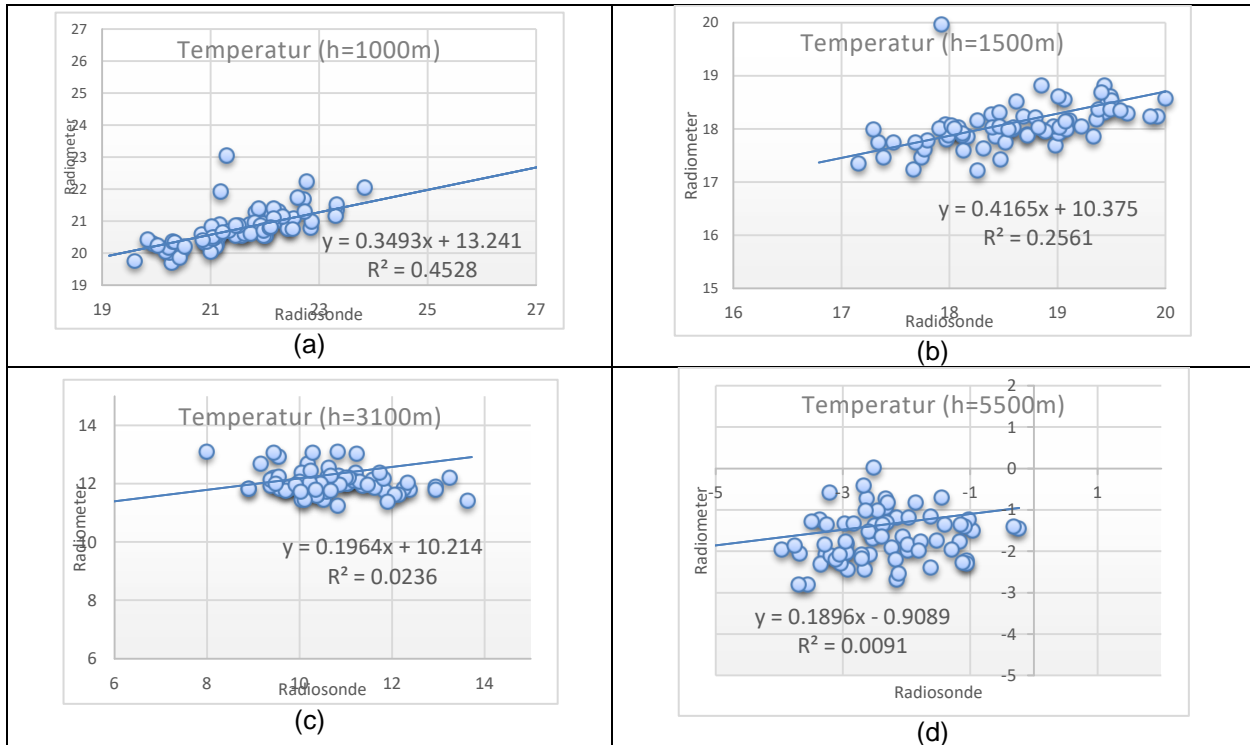 Temperatur (h=1000m)
27
26
25
24
23
22
21
20
19
Radiometer
y = 0.3493x + 13.241
R² = 0.4528
19
21
23
25
27
Radiosonde
(a)
Temperatur (h=1500m)
20
19
18
17
16
15
Radiometer
y = 0.4165x + 10.375
R² = 0.2561
16
17
18
19
20
Radiosonde
(b)
Temperatur (h=3100m)
14
12
10
8
6
Radiometer
y = 0.1964x + 10.214
R² = 0.0236
6
8
10
12
14
Radiosonde
(c)
Temperatur (h=5500m)
2
1
0
-1
-2
-3
-4
-5
-5
-3
-1
1
Radiometer
y = 0.1896x - 0.9089
R² = 0.0091
Radiosonde
(d)